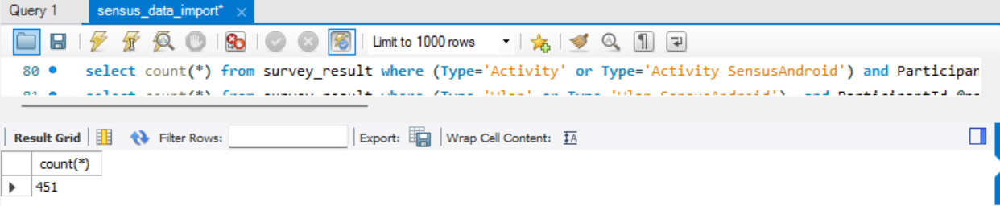 Query 1 sensus_data_import*
Limit to 1000 rows
80 select count(*) from survey_result where (Type='Activity' or Type='Activity SensusAndroid') and Participan
Result Grid Filter Rows: Export: Wrap Cell Content:
count(*)
451